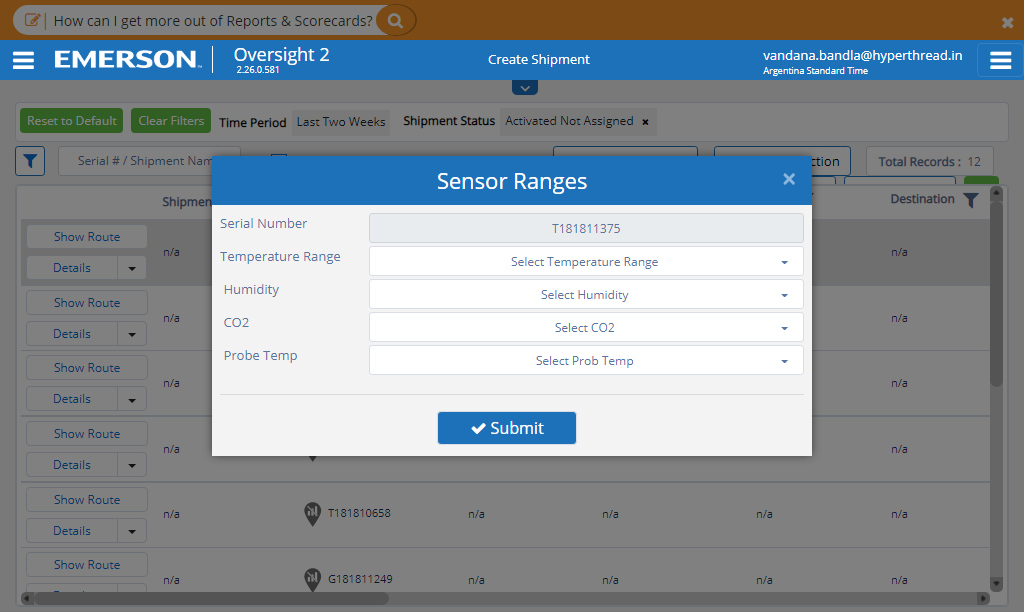 How can I get more out of Reports & Scorecards?
EMERSON.
Oversight 2
2.26.0.581
Create Shipment
vandana.bandla@hyperthread.in
Argentina Standard Time
Reset to Default
Clear Filters
Time Period
Last Two Weeks
Shipment Status
Activated Not Assigned ×
Serial # / Shipment Nam
ction
Total Records : 12
Shipmen
Destination
Sensor Ranges ×
Serial Number
T181811375
Temperature Range
Select Temperature Range
Humidity
Select Humidity
CO2
Select CO2
Probe Temp
Select Prob Temp
Submit
Show Route
Details
n/a
n/a
Show Route
Details
n/a
n/a
Show Route
Details
n/a
n/a
Show Route
Details
n/a
n/a
Show Route
Details
n/a
T181810658
n/a
n/a
n/a
n/a
Show Route
n/a
G181811249
n/a
n/a
n/a
n/a